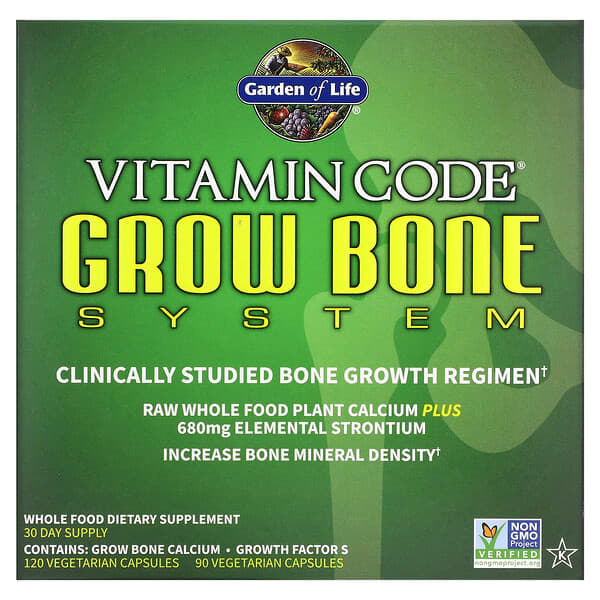 Garden of Life®
VITAMIN CODE®
GROW BONE
SYSTEM
CLINICALLY STUDIED BONE GROWTH REGIMEN†
RAW WHOLE FOOD PLANT CALCIUM PLUS
680mg ELEMENTAL STRONTIUM
INCREASE BONE MINERAL DENSITY†
WHOLE FOOD DIETARY SUPPLEMENT
30 DAY SUPPLY
CONTAINS: GROW BONE CALCIUM • GROWTH FACTOR S
120 VEGETARIAN CAPSULES 90 VEGETARIAN CAPSULES
NON
GMO
Project
VERIFIED
nongmoproject.org
K